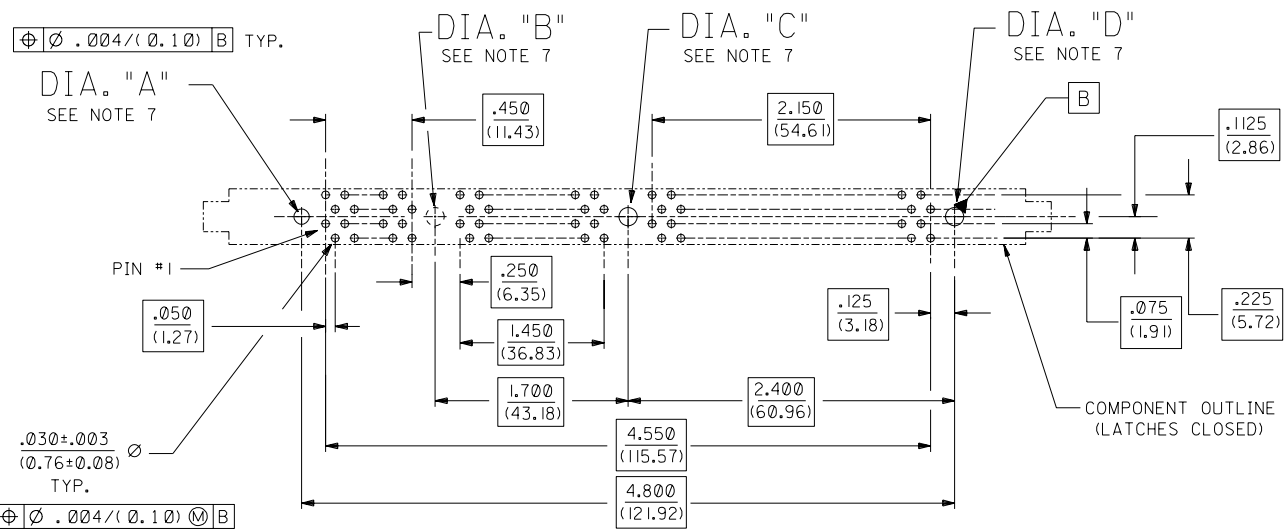 ⌖ Ø .004/(0.10) B TYP.
DIA. "A"
SEE NOTE 7
DIA. "B"
SEE NOTE 7
DIA. "C"
SEE NOTE 7
DIA. "D"
SEE NOTE 7
B
.450
(11.43)
2.150
(54.61)
.1125
(2.86)
PIN #1
.050
(1.27)
.250
(6.35)
1.450
(36.83)
.125
(3.18)
.075
(1.91)
.225
(5.72)
1.700
(43.18)
2.400
(60.96)
COMPONENT OUTLINE
(LATCHES CLOSED)
4.550
(115.57)
4.800
(121.92)
.030±.003
(0.76±0.08) Ø
TYP.
⌖ Ø .004/(0.10) Ⓜ B